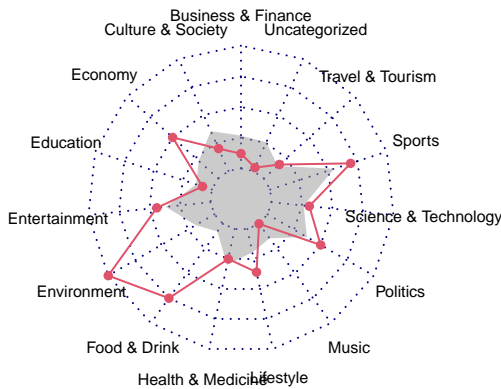 Business & Finance
Culture & Society
Uncategorized
Economy
Travel & Tourism
Education
Sports
Entertainment
Science & Technology
Environment
Politics
Food & Drink
Music
Health & Medicine
Lifestyle